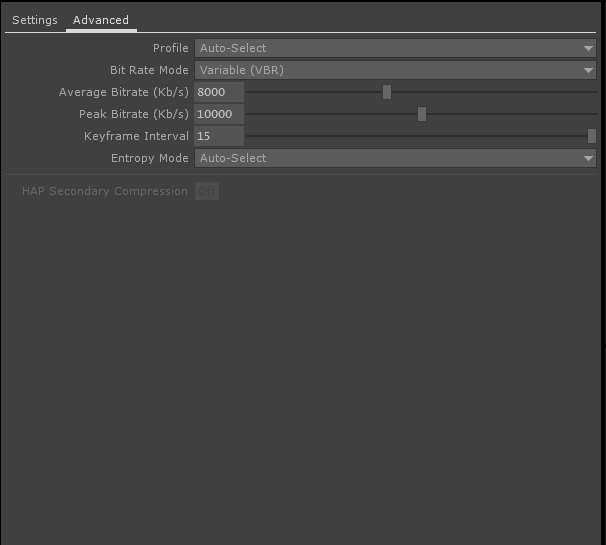 Settings Advanced
Profile Auto-Select
Bit Rate Mode Variable (VBR)
Average Bitrate (Kb/s) 8000
Peak Bitrate (Kb/s) 10000
Keyframe Interval 15
Entropy Mode Auto-Select
HAP Secondary Compression Off